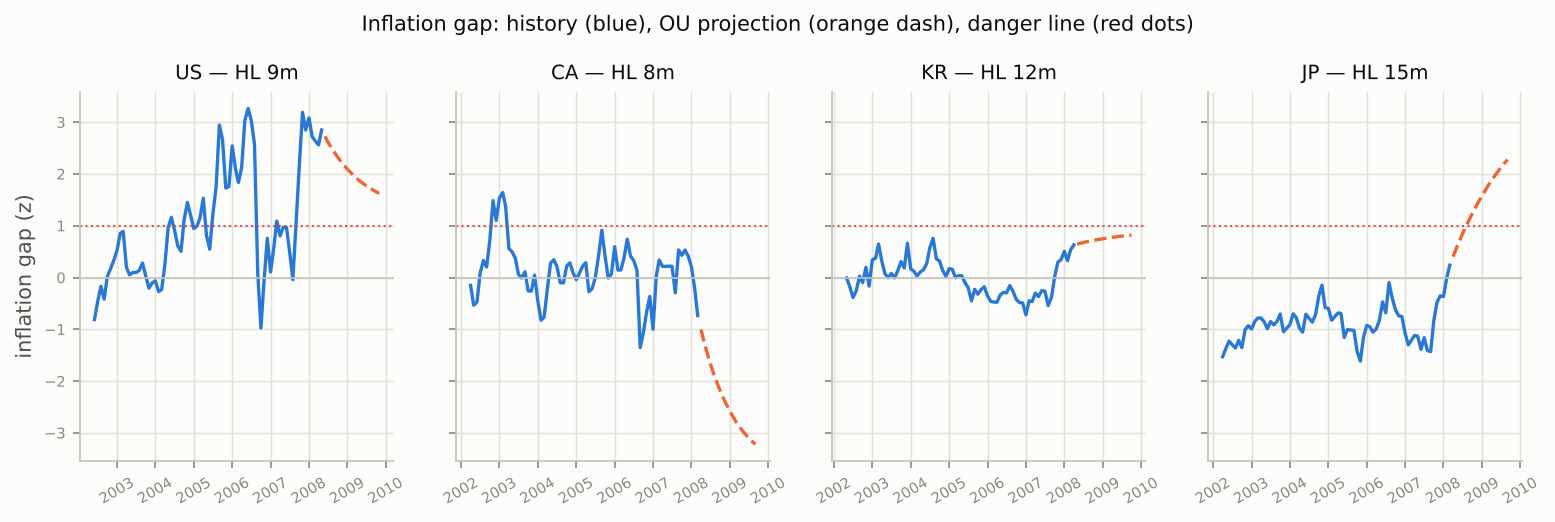 Inflation gap: history (blue), OU projection (orange dash), danger line (red dots)
US — HL 9m
CA — HL 8m
KR — HL 12m
JP — HL 15m
inflation gap (z)
3
2
1
0
−1
−2
−3
2003 2004 2005 2006 2007 2008 2009 2010
2002 2003 2004 2005 2006 2007 2008 2009 2010
2002 2003 2004 2005 2006 2007 2008 2009 2010
2002 2003 2004 2005 2006 2007 2008 2009 2010